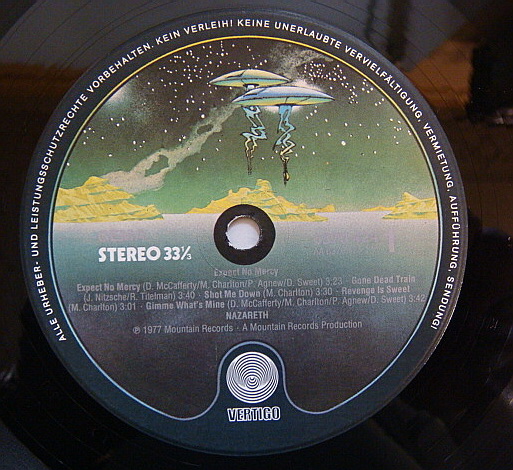 ALLE URHEBER- UND LEISTUNGSSCHUTZRECHTE VORBEHALTEN. KEIN VERLEIH! KEINE UNERLAUBTE VERVIELFÄLTIGUNG, VERMIETUNG, AUFFÜHRUNG, SENDUNG!
STEREO 33⅓
1
Expect No Mercy
Expect No Mercy (D. McCafferty/M. Charlton/P. Agnew/D. Sweet) 3:23 · Gone Dead Train
(J. Nitzsche/R. Titelman) 3:40 · Shot Me Down (M. Charlton) 3:30 · Revenge Is Sweet
(M. Charlton) 3:01 · Gimme What's Mine (D. McCafferty/M. Charlton/P. Agnew/D. Sweet) 3:42
NAZARETH
℗ 1977 Mountain Records · A Mountain Records Production
VERTIGO